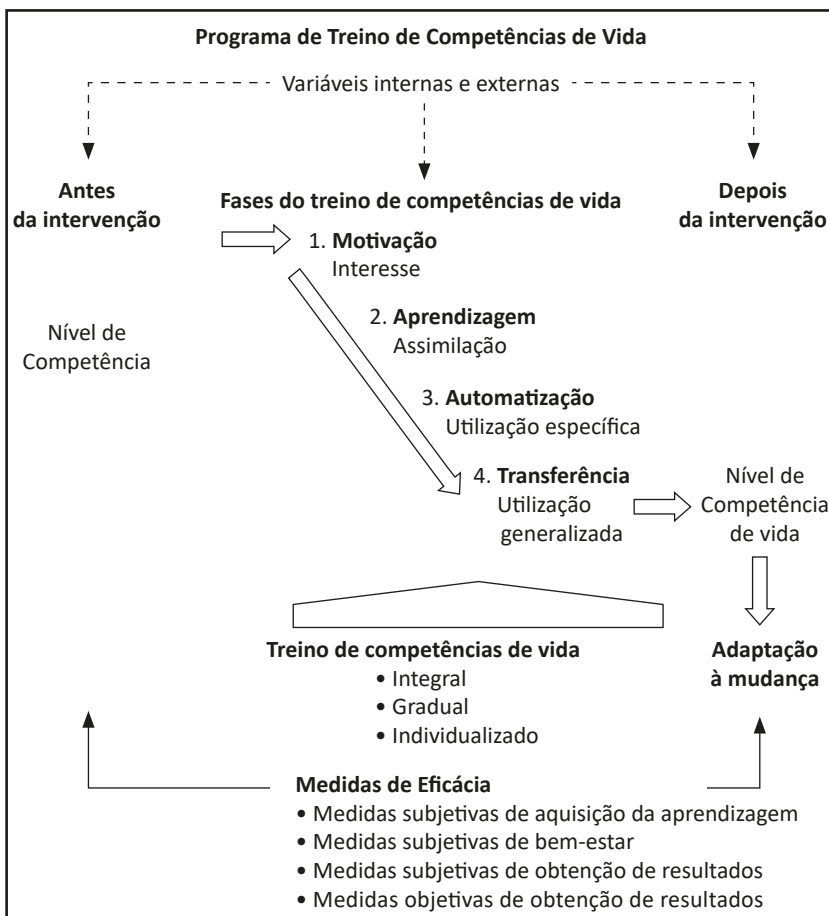 Programa de Treino de Competências de Vida
Variáveis internas e externas
Antes
da intervenção
Fases do treino de competências de vida
Depois
da intervenção
1. Motivação
Interesse
Nível de
Competência
2. Aprendizagem
Assimilação
3. Automatização
Utilização específica
4. Transferência
Utilização
generalizada
Nível de
Competência
de vida
Treino de competências de vida
• Integral
• Gradual
• Individualizado
Adaptação
à mudança
Medidas de Eficácia
• Medidas subjetivas de aquisição da aprendizagem
• Medidas subjetivas de bem-estar
• Medidas subjetivas de obtenção de resultados
• Medidas objetivas de obtenção de resultados